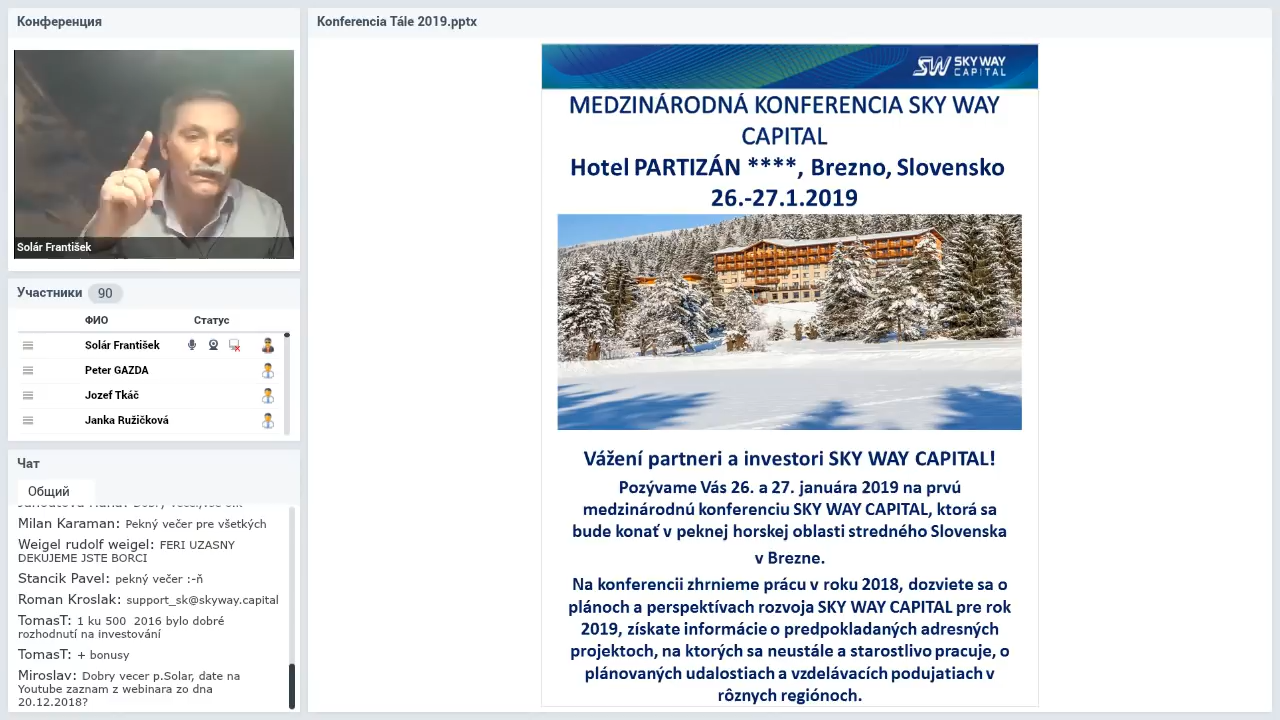 Конференция
Solár František
Участники 90
ФИО Статус
Solár František
Peter GAZDA
Jozef Tkáč
Janka Ružičková
Чат
Общий
Milan Karaman: Pekný večer pre všetkých
Weigel rudolf weigel: FERI UZASNY
DEKUJEME JSTE BORCI
Stancik Pavel: pekný večer :-ň
Roman Kroslak: support_sk@skyway.capital
TomasT: 1 ku 500 2016 bylo dobré
rozhodnutí na investování
TomasT: + bonusy
Miroslav: Dobry vecer p.Solar, date na
Youtube zaznam z webinara zo dna
20.12.2018?
Konferencia Tále 2019.pptx
SW SKY WAY
CAPITAL
MEDZINÁRODNÁ KONFERENCIA SKY WAY
CAPITAL
Hotel PARTIZÁN ****, Brezno, Slovensko
26.-27.1.2019
Vážení partneri a investori SKY WAY CAPITAL!
Pozývame Vás 26. a 27. januára 2019 na prvú
medzinárodnú konferenciu SKY WAY CAPITAL, ktorá sa
bude konať v peknej horskej oblasti stredného Slovenska
v Brezne.
Na konferencii zhrnieme prácu v roku 2018, dozviete sa o
plánoch a perspektívach rozvoja SKY WAY CAPITAL pre rok
2019, získate informácie o predpokladaných adresných
projektoch, na ktorých sa neustále a starostlivo pracuje, o
plánovaných udalostiach a vzdelávacích podujatiach v
rôznych regiónoch.